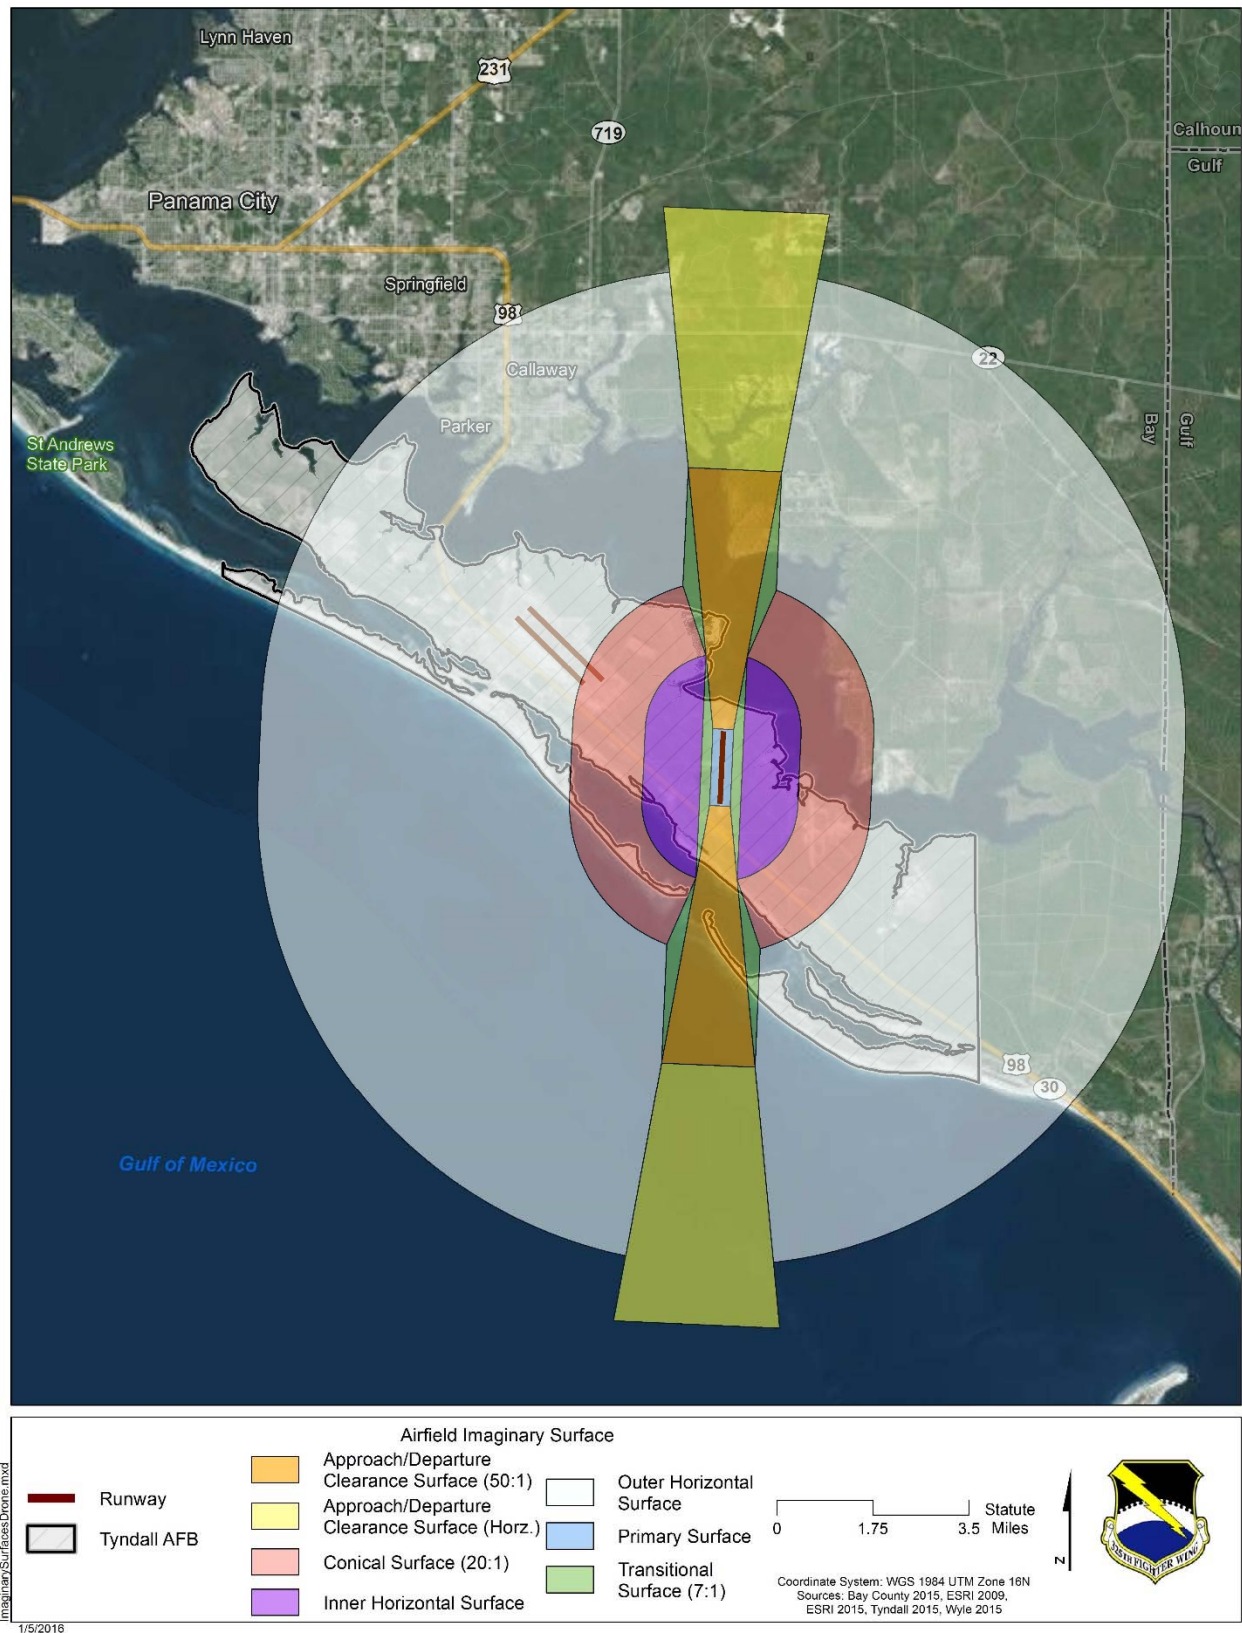 Lynn Haven
231
719
Calhoun
Gulf
Panama City
Springfield
98
Callaway
22
Parker
Bay
Gulf
St Andrews
State Park
98
30
Gulf of Mexico
Airfield Imaginary Surface
Runway
Tyndall AFB
Approach/Departure
Clearance Surface (50:1)
Approach/Departure
Clearance Surface (Horz.)
Conical Surface (20:1)
Inner Horizontal Surface
Outer Horizontal
Surface
Primary Surface
Transitional
Surface (7:1)
0 1.75 3.5
Statute
Miles
N
Coordinate System: WGS 1984 UTM Zone 16N
Sources: Bay County 2015, ESRI 2009,
ESRI 2015, Tyndall 2015, Wyle 2015
325TH FIGHTER WING
ImaginarySurfacesDrone.mxd
1/5/2016